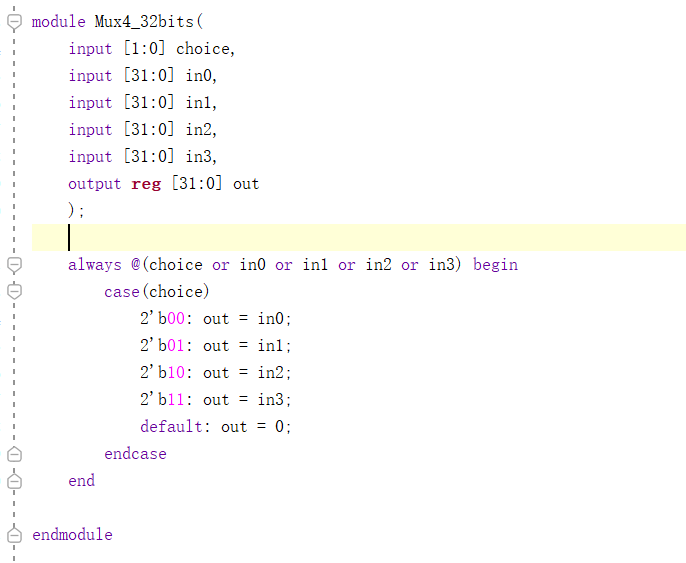 module Mux4_32bits(
input [1:0] choice,
input [31:0] in0,
input [31:0] in1,
input [31:0] in2,
input [31:0] in3,
output reg [31:0] out
);
always @(choice or in0 or in1 or in2 or in3) begin
case(choice)
2'b00: out = in0;
2'b01: out = in1;
2'b10: out = in2;
2'b11: out = in3;
default: out = 0;
endcase
end
endmodule